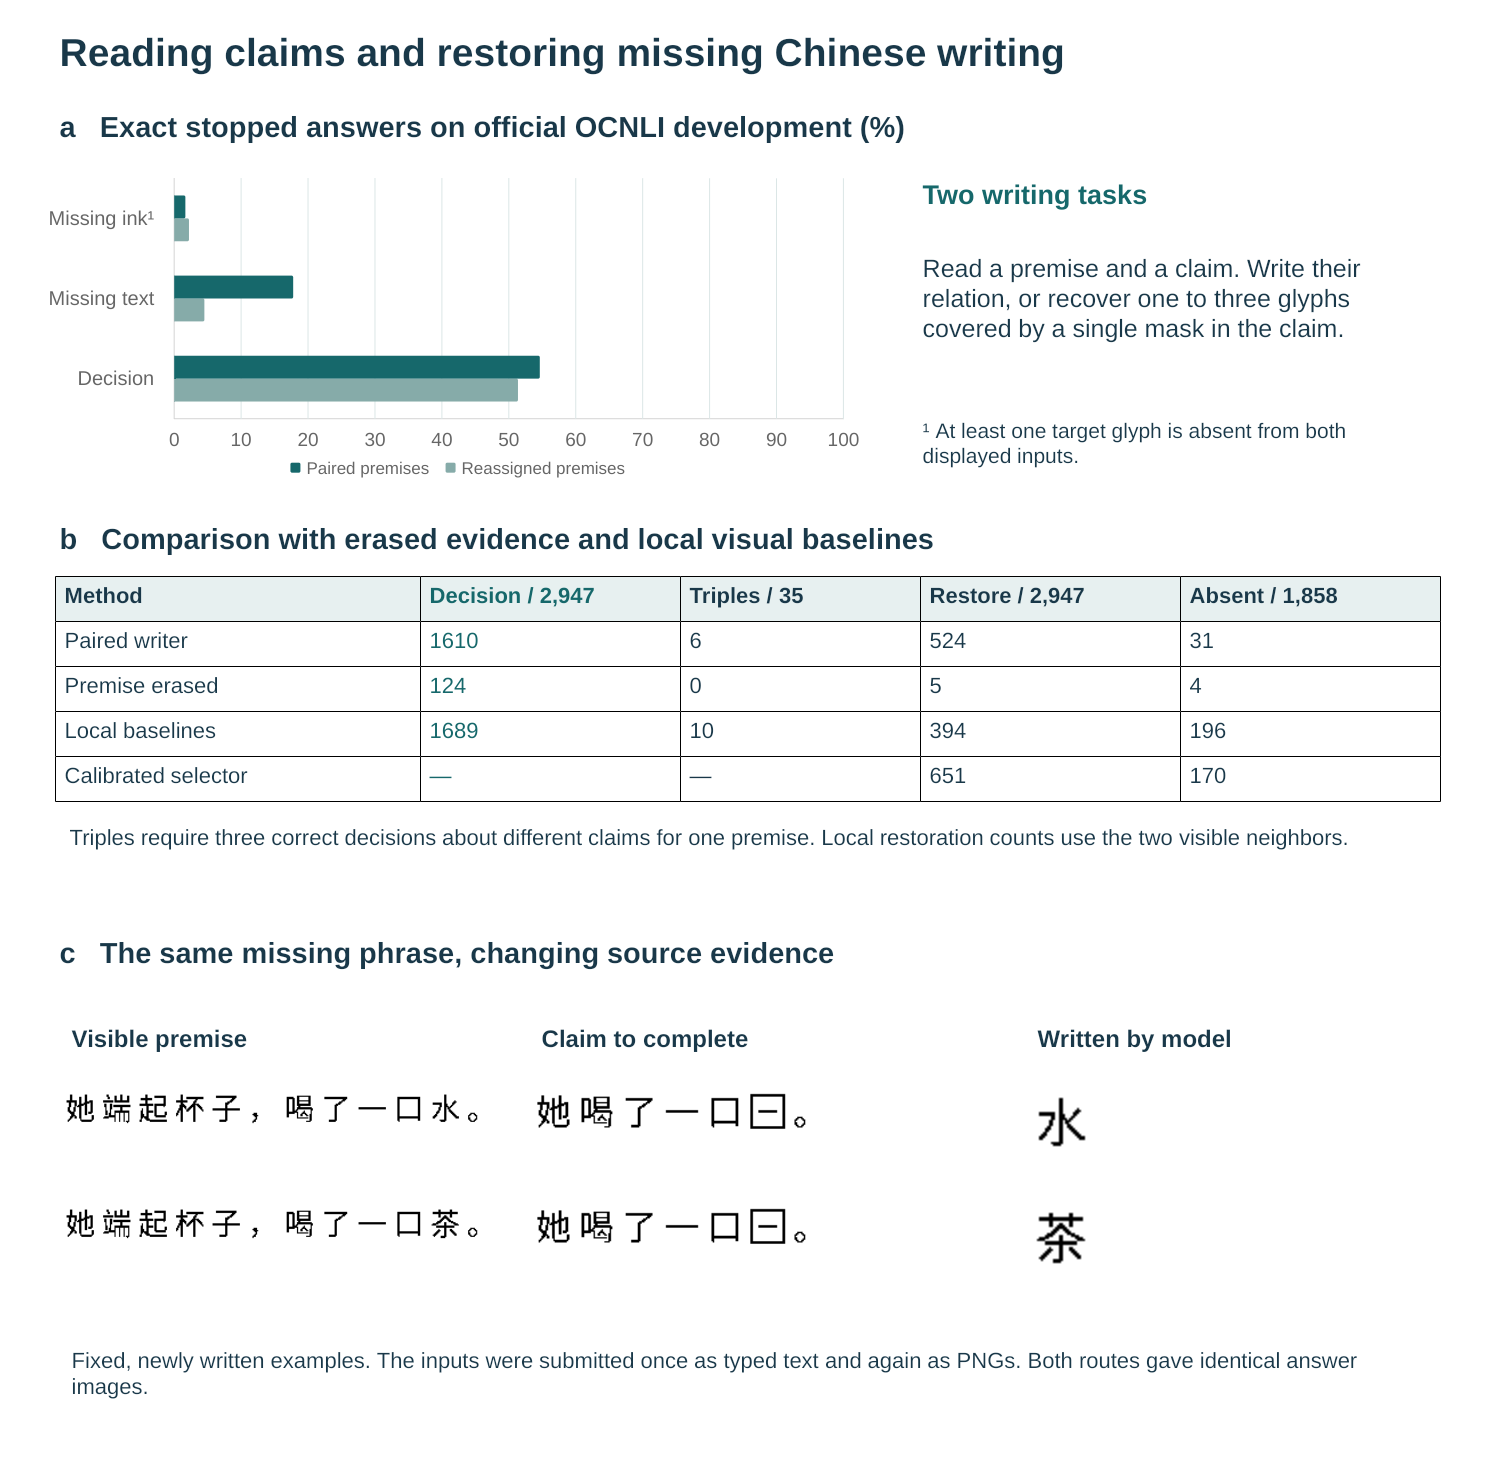 Reading claims and restoring missing Chinese writing
a Exact stopped answers on official OCNLI development (%)
Missing ink¹
Missing text
Decision
0 10 20 30 40 50 60 70 80 90 100
Paired premises Reassigned premises
Two writing tasks
Read a premise and a claim. Write their
relation, or recover one to three glyphs
covered by a single mask in the claim.
¹ At least one target glyph is absent from both
displayed inputs.
b Comparison with erased evidence and local visual baselines
Method Decision / 2,947 Triples / 35 Restore / 2,947 Absent / 1,858
Paired writer 1610 6 524 31
Premise erased 124 0 5 4
Local baselines 1689 10 394 196
Calibrated selector — — 651 170
Triples require three correct decisions about different claims for one premise. Local restoration counts use the two visible neighbors.
c The same missing phrase, changing source evidence
Visible premise Claim to complete Written by model
她端起杯子，喝了一口水。 她喝了一口⊟。 水
她端起杯子，喝了一口茶。 她喝了一口⊟。 茶
Fixed, newly written examples. The inputs were submitted once as typed text and again as PNGs. Both routes gave identical answer
images.